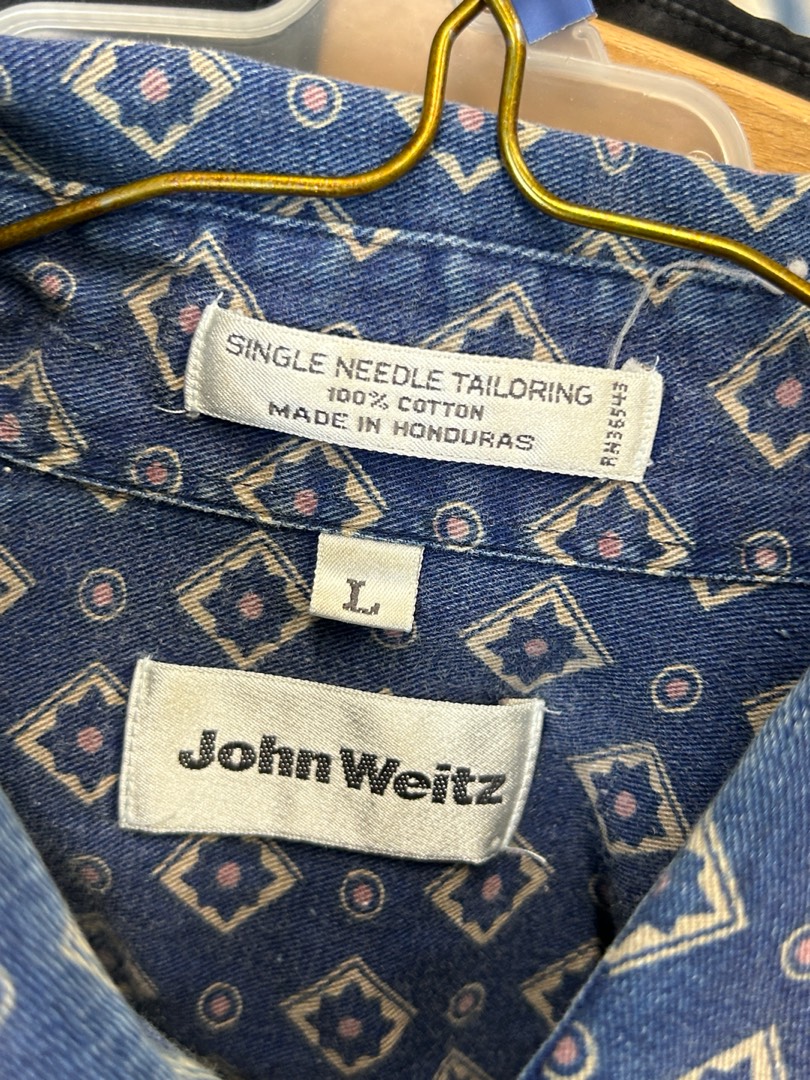 SINGLE NEEDLE TAILORING
100% COTTON
MADE IN HONDURAS
RN36543
L
John Weitz